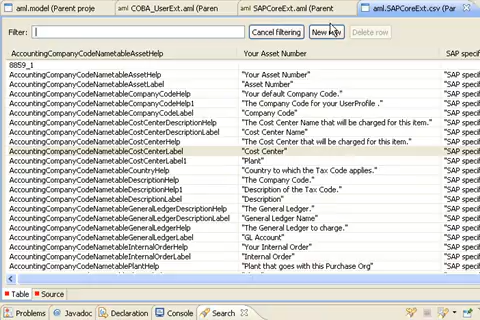 aml.model (Parent proje
COBA_UserExt.aml (Paren
SAPCoreExt.aml (Parent
aml.SAPCoreExt.csv (Par
Filter:
Cancel filtering
New row
Delete row
AccountingCompanyCodeNametableAssetHelp Your Asset Number SAP specif
8859_1
AccountingCompanyCodeNametableAssetHelp "Your Asset Number" "SAP specif
AccountingCompanyCodeNametableAssetLabel "Asset Number" "SAP specif
AccountingCompanyCodeNametableCompanyCodeHelp "Your default Company Code." "SAP specif
AccountingCompanyCodeNametableCompanyCodeHelp1 "The Company Code for your UserProfile ." "SAP specif
AccountingCompanyCodeNametableCompanyCodeLabel "Company Code" "SAP specif
AccountingCompanyCodeNametableCostCenterDescriptionHelp "The Cost Center Name that will be charged for this item." "SAP specif
AccountingCompanyCodeNametableCostCenterDescriptionLabel "Cost Center Name" "SAP specif
AccountingCompanyCodeNametableCostCenterHelp "The Cost Center that will be charged for this item." "SAP specif
AccountingCompanyCodeNametableCostCenterLabel "Cost Center" "SAP specif
AccountingCompanyCodeNametableCostCenterLabel1 "Plant" "SAP specif
AccountingCompanyCodeNametableCountryHelp "Country to which the Tax Code applies." "SAP specif
AccountingCompanyCodeNametableDescriptionHelp "The Company Code." "SAP specif
AccountingCompanyCodeNametableDescriptionHelp1 "Description of the Tax Code." "SAP specif
AccountingCompanyCodeNametableDescriptionLabel "Description" "SAP specif
AccountingCompanyCodeNametableGeneralLedgerDescriptionHelp "The General Ledger." "SAP specif
AccountingCompanyCodeNametableGeneralLedgerDescriptionLabel "General Ledger Name" "SAP specif
AccountingCompanyCodeNametableGeneralLedgerHelp "The General Ledger to charge." "SAP specif
AccountingCompanyCodeNametableGeneralLedgerLabel "GL Account" "SAP specif
AccountingCompanyCodeNametableInternalOrderHelp "Your Internal Order" "SAP specif
AccountingCompanyCodeNametableInternalOrderLabel "Internal Order" "SAP specif
AccountingCompanyCodeNametablePlantHelp "Plant that goes with this Purchase Org" "SAP specif
Table Source
Problems Javadoc Declaration Console Search